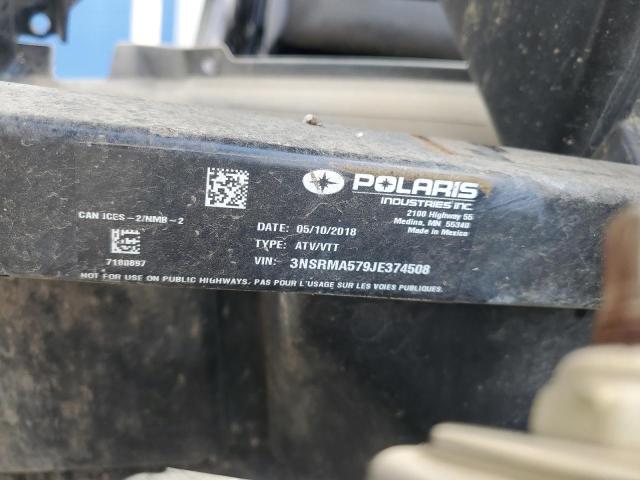 POLARIS
INDUSTRIES INC.
2100 Highway 55
Medina, MN 55340
Made in Mexico
CAN ICES-2/NMB-2
7180897
DATE: 05/10/2018
TYPE: ATV/VTT
VIN: 3NSRMA579JE374508
NOT FOR USE ON PUBLIC HIGHWAYS. PAS POUR L'USAGE SUR LES VOIES PUBLIQUES.